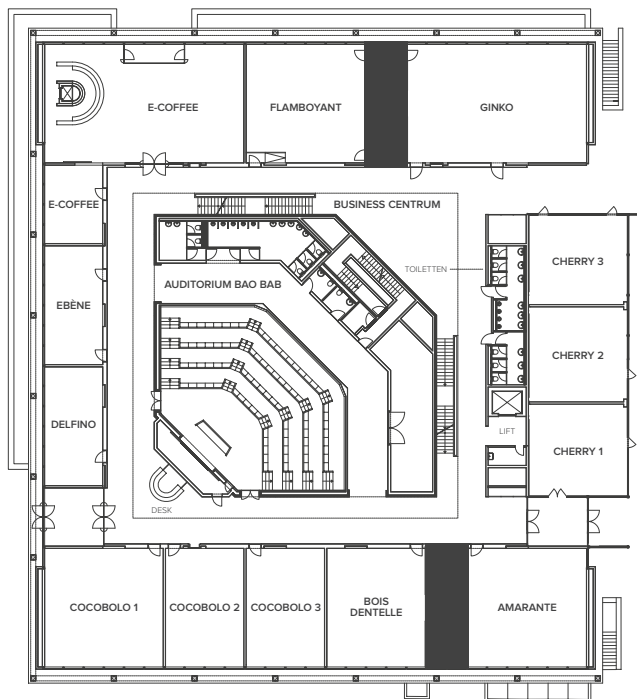 E-COFFEE
FLAMBOYANT
GINKO
E-COFFEE
BUSINESS CENTRUM
TOILETTEN
CHERRY 3
AUDITORIUM BAO BAB
EBÈNE
CHERRY 2
DELFINO
LIFT
CHERRY 1
DESK
COCOBOLO 1
COCOBOLO 2
COCOBOLO 3
BOIS
DENTELLE
AMARANTE